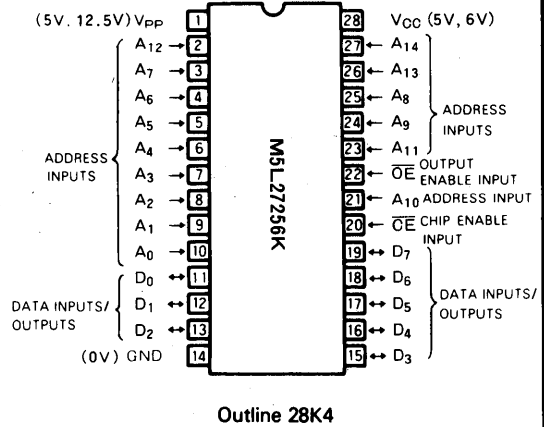 (5V. 12.5V) VPP 1
A12 → 2
A7 → 3
A6 → 4
A5 → 5
A4 → 6
A3 → 7
A2 → 8
A1 → 9
A0 → 10
D0 ↔ 11
D1 ↔ 12
D2 ↔ 13
(0V) GND 14
ADDRESS
INPUTS
DATA INPUTS/
OUTPUTS
M5L27256K
28 VCC (5V, 6V)
27 ← A14
26 ← A13
25 ← A8
24 ← A9
23 ← A11
22 ← OE OUTPUT
ENABLE INPUT
21 ← A10 ADDRESS INPUT
20 ← CE CHIP ENABLE
INPUT
19 ↔ D7
18 ↔ D6
17 ↔ D5
16 ↔ D4
15 ↔ D3
ADDRESS
INPUTS
DATA INPUTS/
OUTPUTS
Outline 28K4